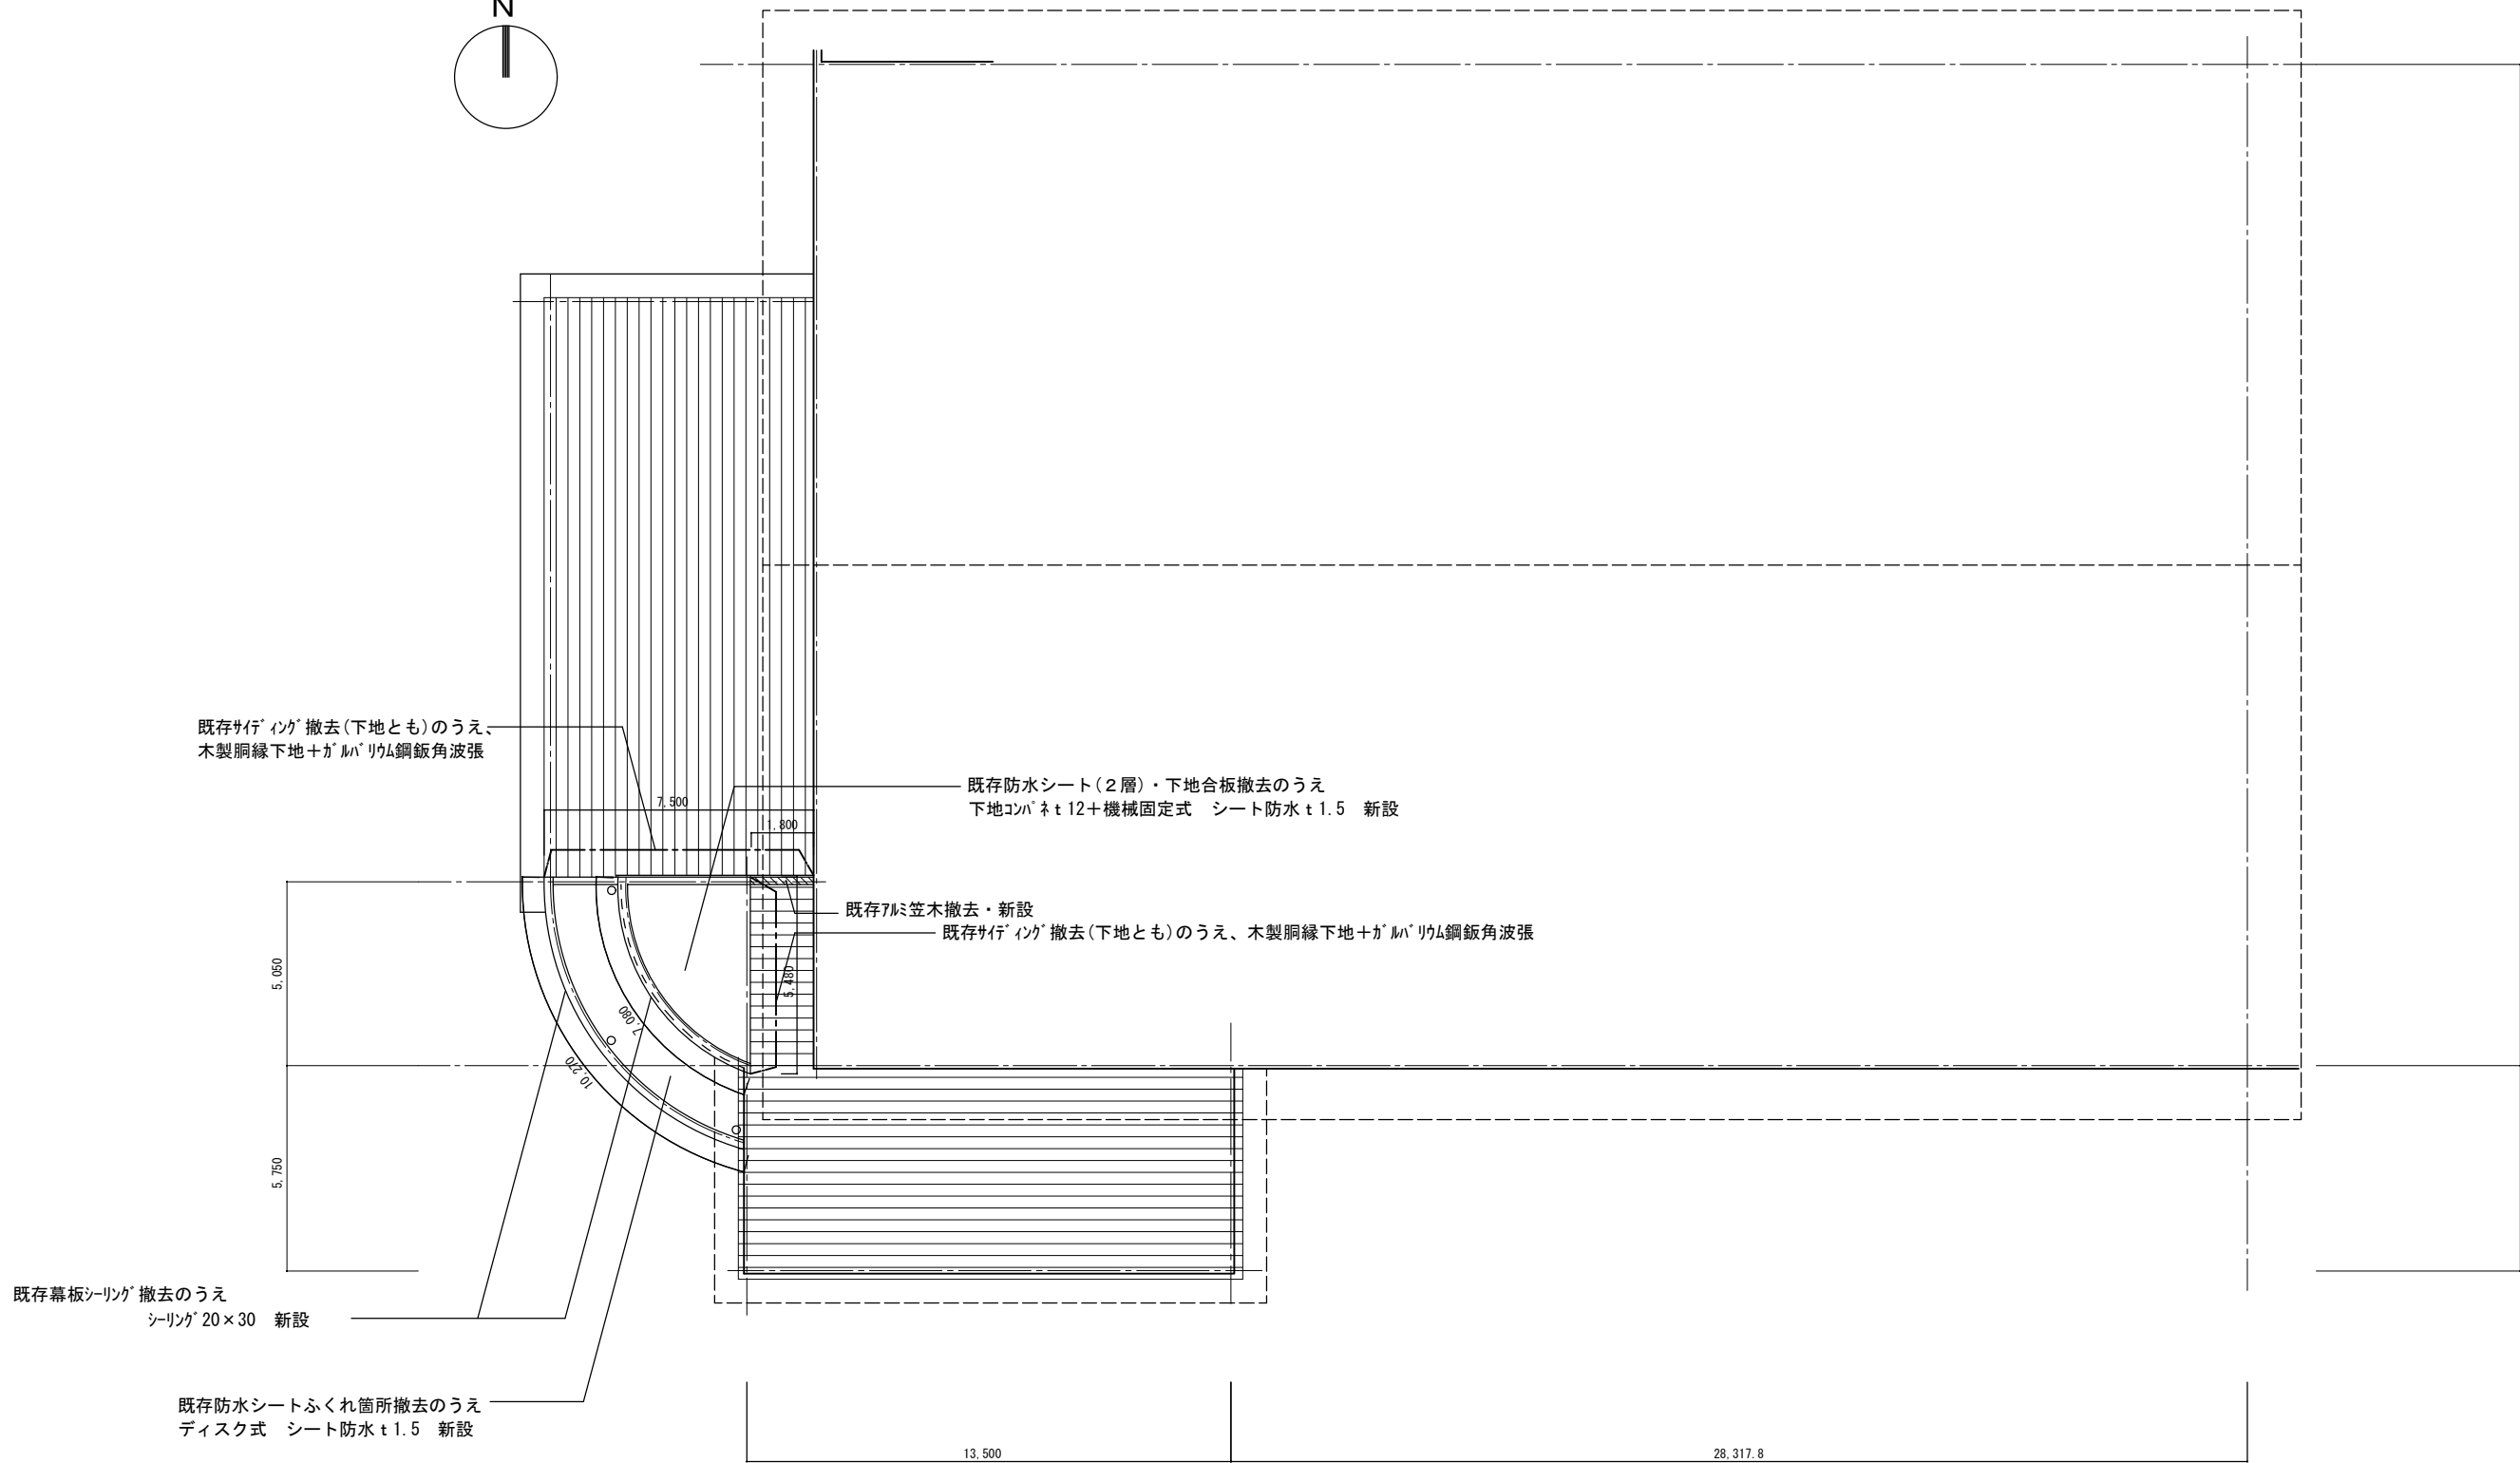 N
既存ｻｲﾃﾞｨﾝｸﾞ撤去(下地とも)のうえ、
木製胴縁下地＋ｶﾞﾙﾊﾞﾘｳﾑ鋼鈑角波張
既存防水シート(２層)・下地合板撤去のうえ
下地ｺﾝﾊﾟﾈｔ12＋機械固定式　シート防水ｔ1.5　新設
7,500
1,800
既存ｱﾙﾐ笠木撤去・新設
既存ｻｲﾃﾞｨﾝｸﾞ撤去(下地とも)のうえ、木製胴縁下地＋ｶﾞﾙﾊﾞﾘｳﾑ鋼鈑角波張
5,050
5,480
7,080
10,270
5,750
既存幕板ｼｰﾘﾝｸﾞ撤去のうえ
ｼｰﾘﾝｸﾞ20×30　新設
既存防水シートふくれ箇所撤去のうえ
ディスク式　シート防水ｔ1.5　新設
13,500
28,317.8